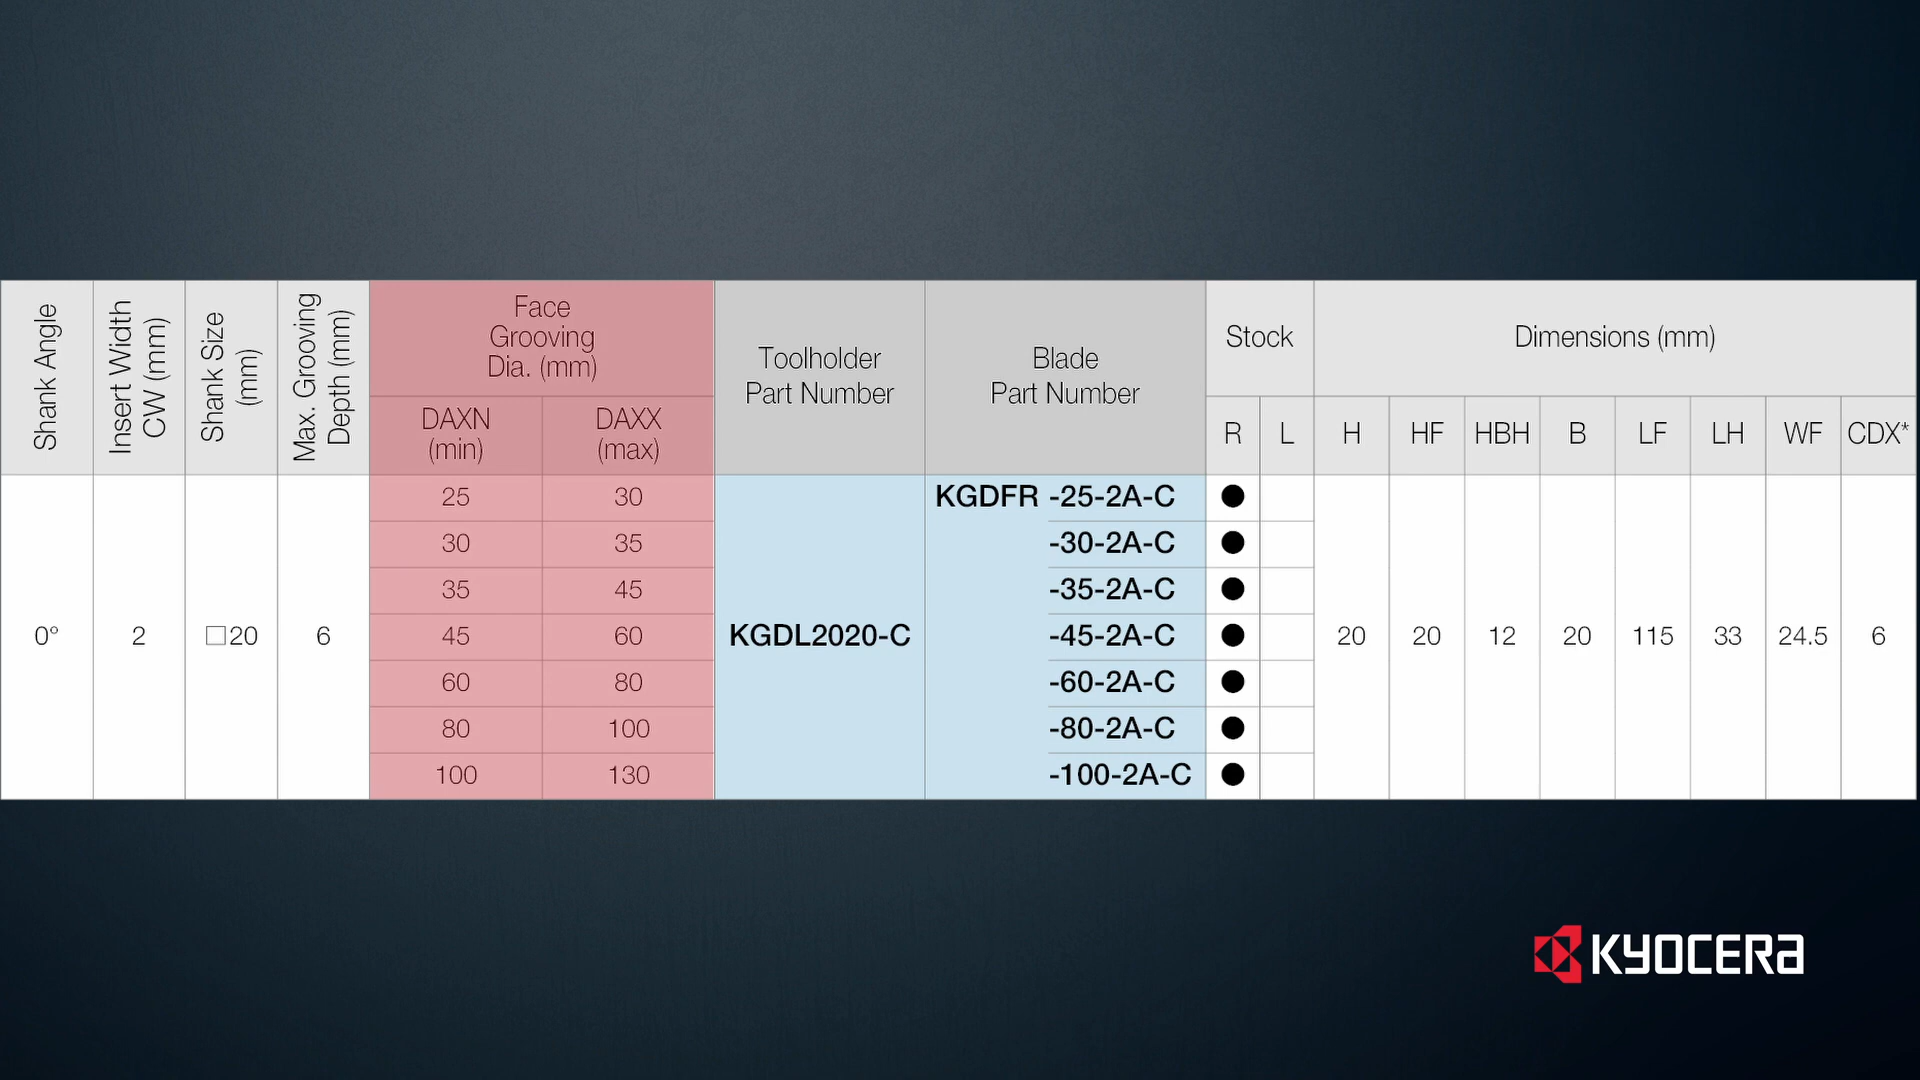 Shank Angle
Insert Width
CW (mm)
Shank Size
(mm)
Max. Grooving
Depth (mm)
Face
Grooving
Dia. (mm)
DAXN
(min)
DAXX
(max)
Toolholder
Part Number
Blade
Part Number
Stock
R L
Dimensions (mm)
H HF HBH B LF LH WF CDX*
25 30 KGDFR -25-2A-C ●
30 35 -30-2A-C ●
35 45 -35-2A-C ●
0° 2 □20 6 45 60 KGDL2020-C -45-2A-C ● 20 20 12 20 115 33 24.5 6
60 80 -60-2A-C ●
80 100 -80-2A-C ●
100 130 -100-2A-C ●
KYOCERA